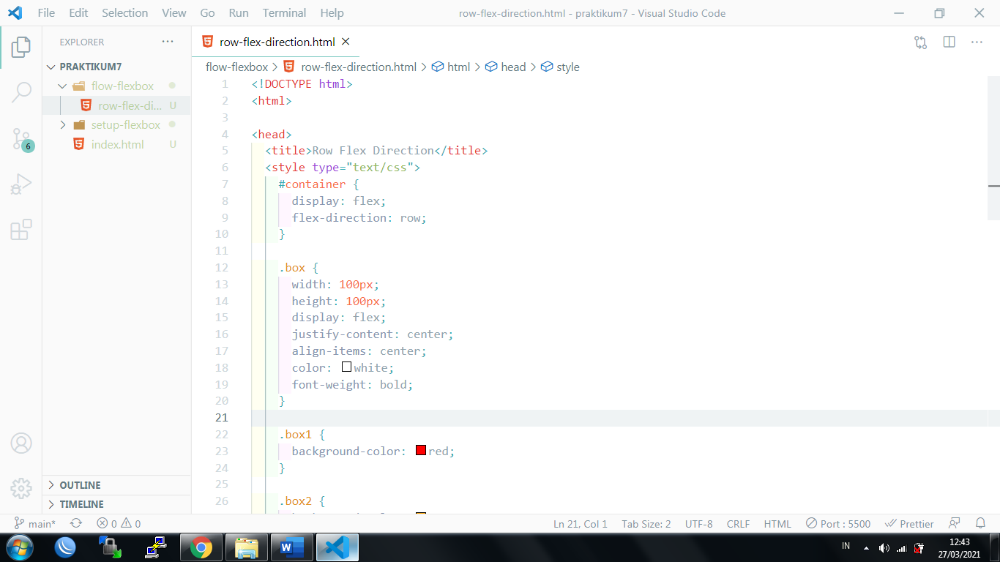 File Edit Selection View Go Run Terminal Help
row-flex-direction.html - praktikum7 - Visual Studio Code
EXPLORER
PRAKTIKUM7
flow-flexbox
row-flex-di... U
setup-flexbox
index.html U
6
OUTLINE
TIMELINE
row-flex-direction.html
flow-flexbox > row-flex-direction.html > html > head > style
1 <!DOCTYPE html>
2 <html>
3
4 <head>
5 <title>Row Flex Direction</title>
6 <style type="text/css">
7 #container {
8 display: flex;
9 flex-direction: row;
10 }
11
12 .box {
13 width: 100px;
14 height: 100px;
15 display: flex;
16 justify-content: center;
17 align-items: center;
18 color: white;
19 font-weight: bold;
20 }
21
22 .box1 {
23 background-color: red;
24 }
25
26 .box2 {
main* 0 0 Ln 21, Col 1 Tab Size: 2 UTF-8 CRLF HTML Port : 5500 Prettier
IN
12:43
27/03/2021